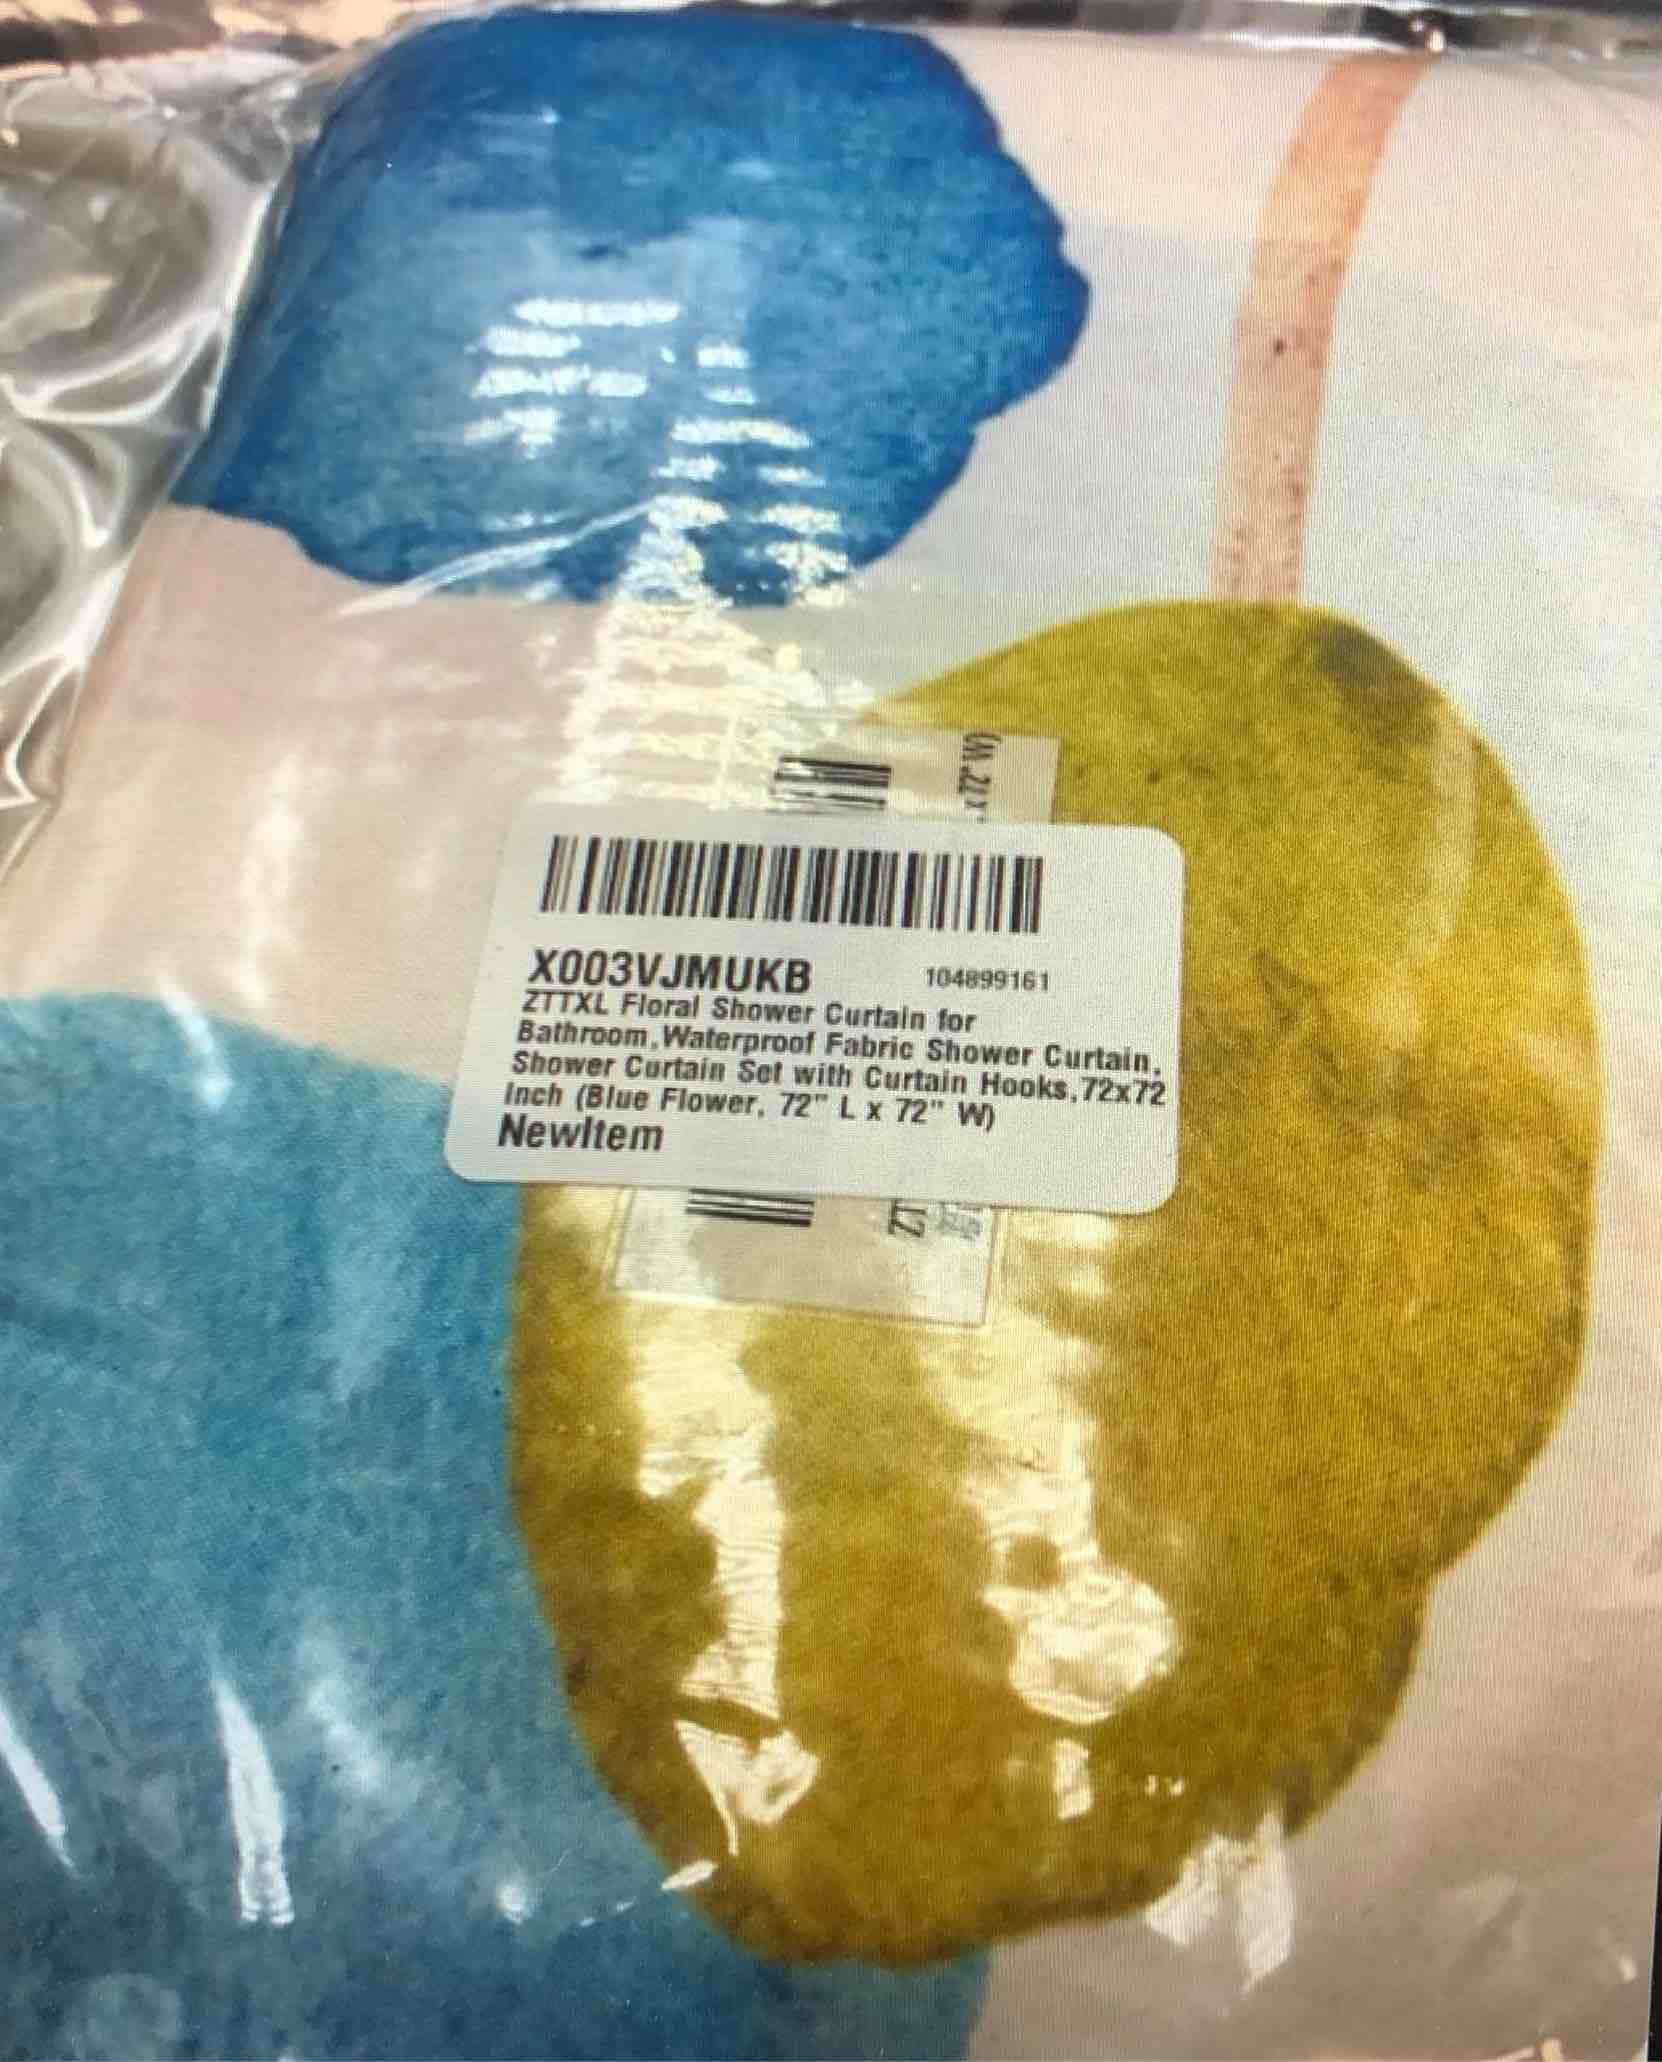 x 72" W)
X003VJMUKB 104899161
ZTTXL Floral Shower Curtain for
Bathroom,Waterproof Fabric Shower Curtain,
Shower Curtain Set with Curtain Hooks,72x72
Inch (Blue Flower, 72" L x 72" W)
NewItem